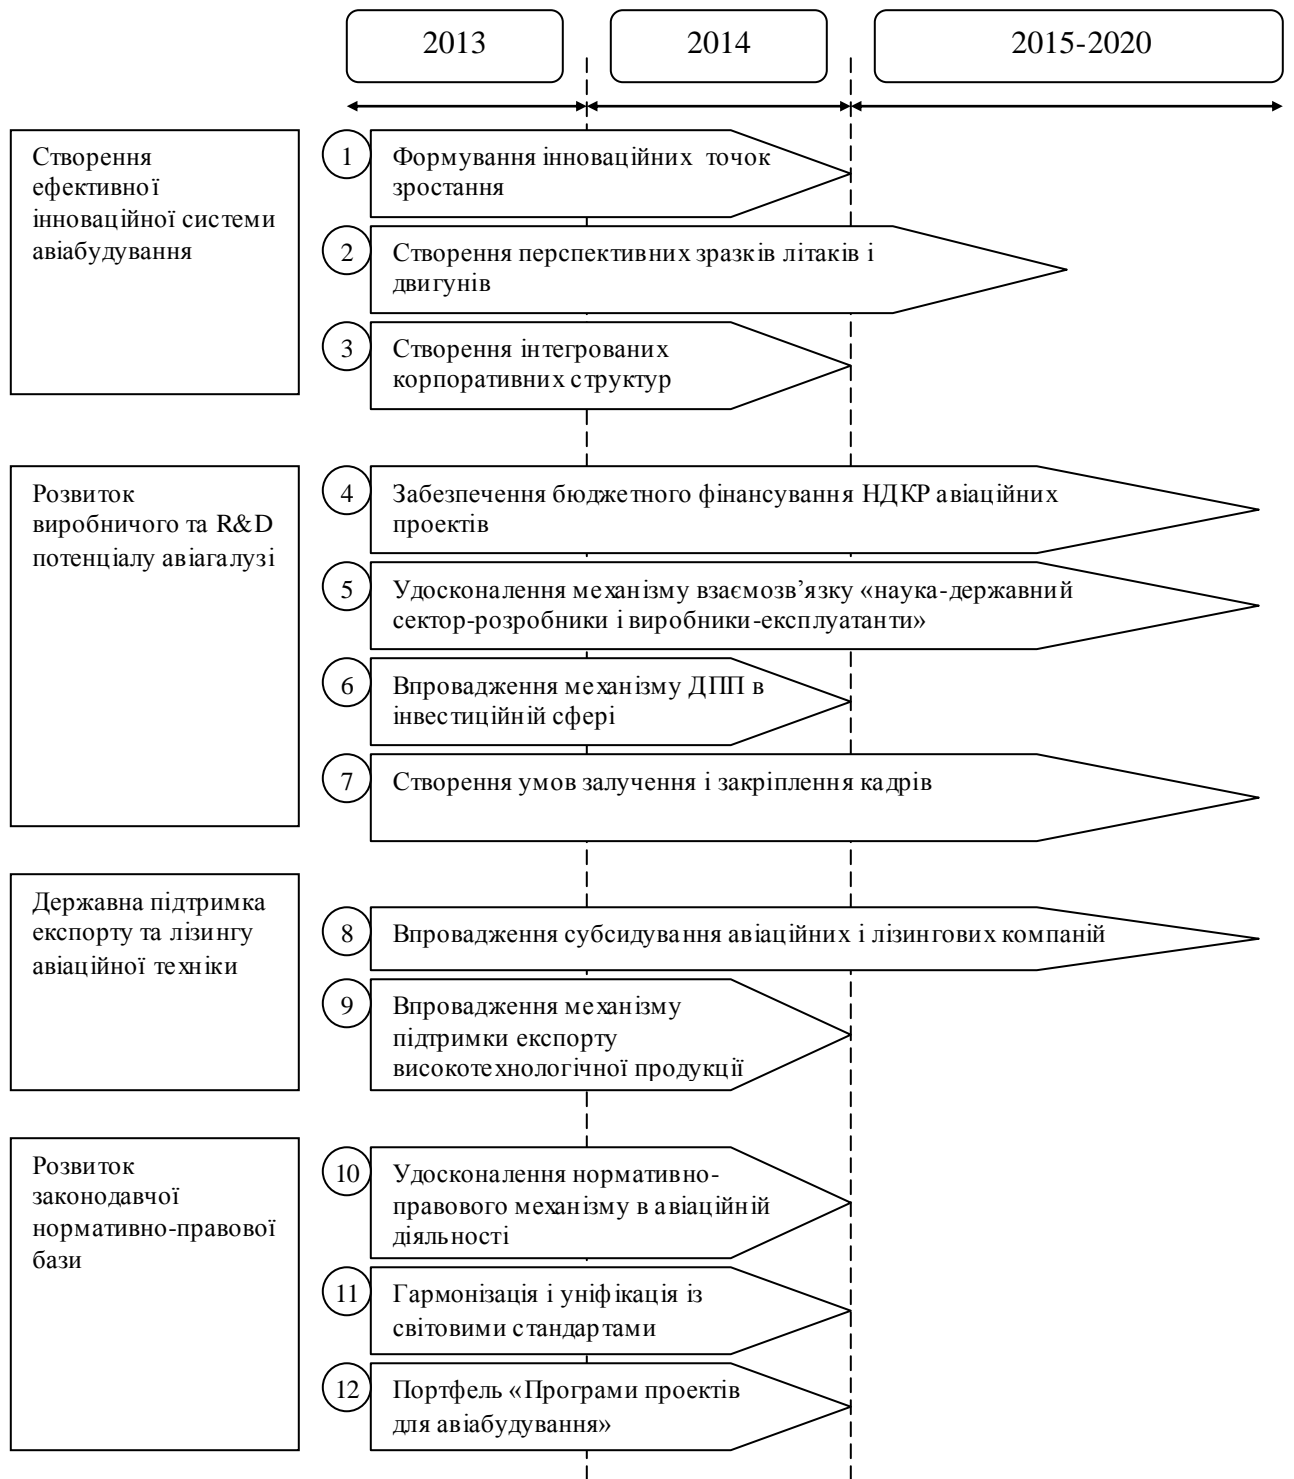 2013
2014
2015-2020
Створення
ефективної
інноваційної системи
авіабудування
1
Формування інноваційних точок
зростання
2
Створення перспективних зразків літаків і
двигунів
3
Створення інтегрованих
корпоративних структур
Розвиток
виробничого та R&D
потенціалу авіагалузі
4
Забезпечення бюджетного фінансування НДКР авіаційних
проектів
5
Удосконалення механізму взаємозв’язку «наука-державний
сектор-розробники і виробники-експлуатанти»
6
Впровадження механізму ДПП в
інвестиційній сфері
7
Створення умов залучення і закріплення кадрів
Державна підтримка
експорту та лізингу
авіаційної техніки
8
Впровадження субсидування авіаційних і лізингових компаній
9
Впровадження механізму
підтримки експорту
високотехнологічної продукції
Розвиток
законодавчої
нормативно-правової
бази
10
Удосконалення нормативно-
правового механізму в авіаційній
діяльності
11
Гармонізація і уніфікація із
світовими стандартами
12
Портфель «Програми проектів
для авіабудування»